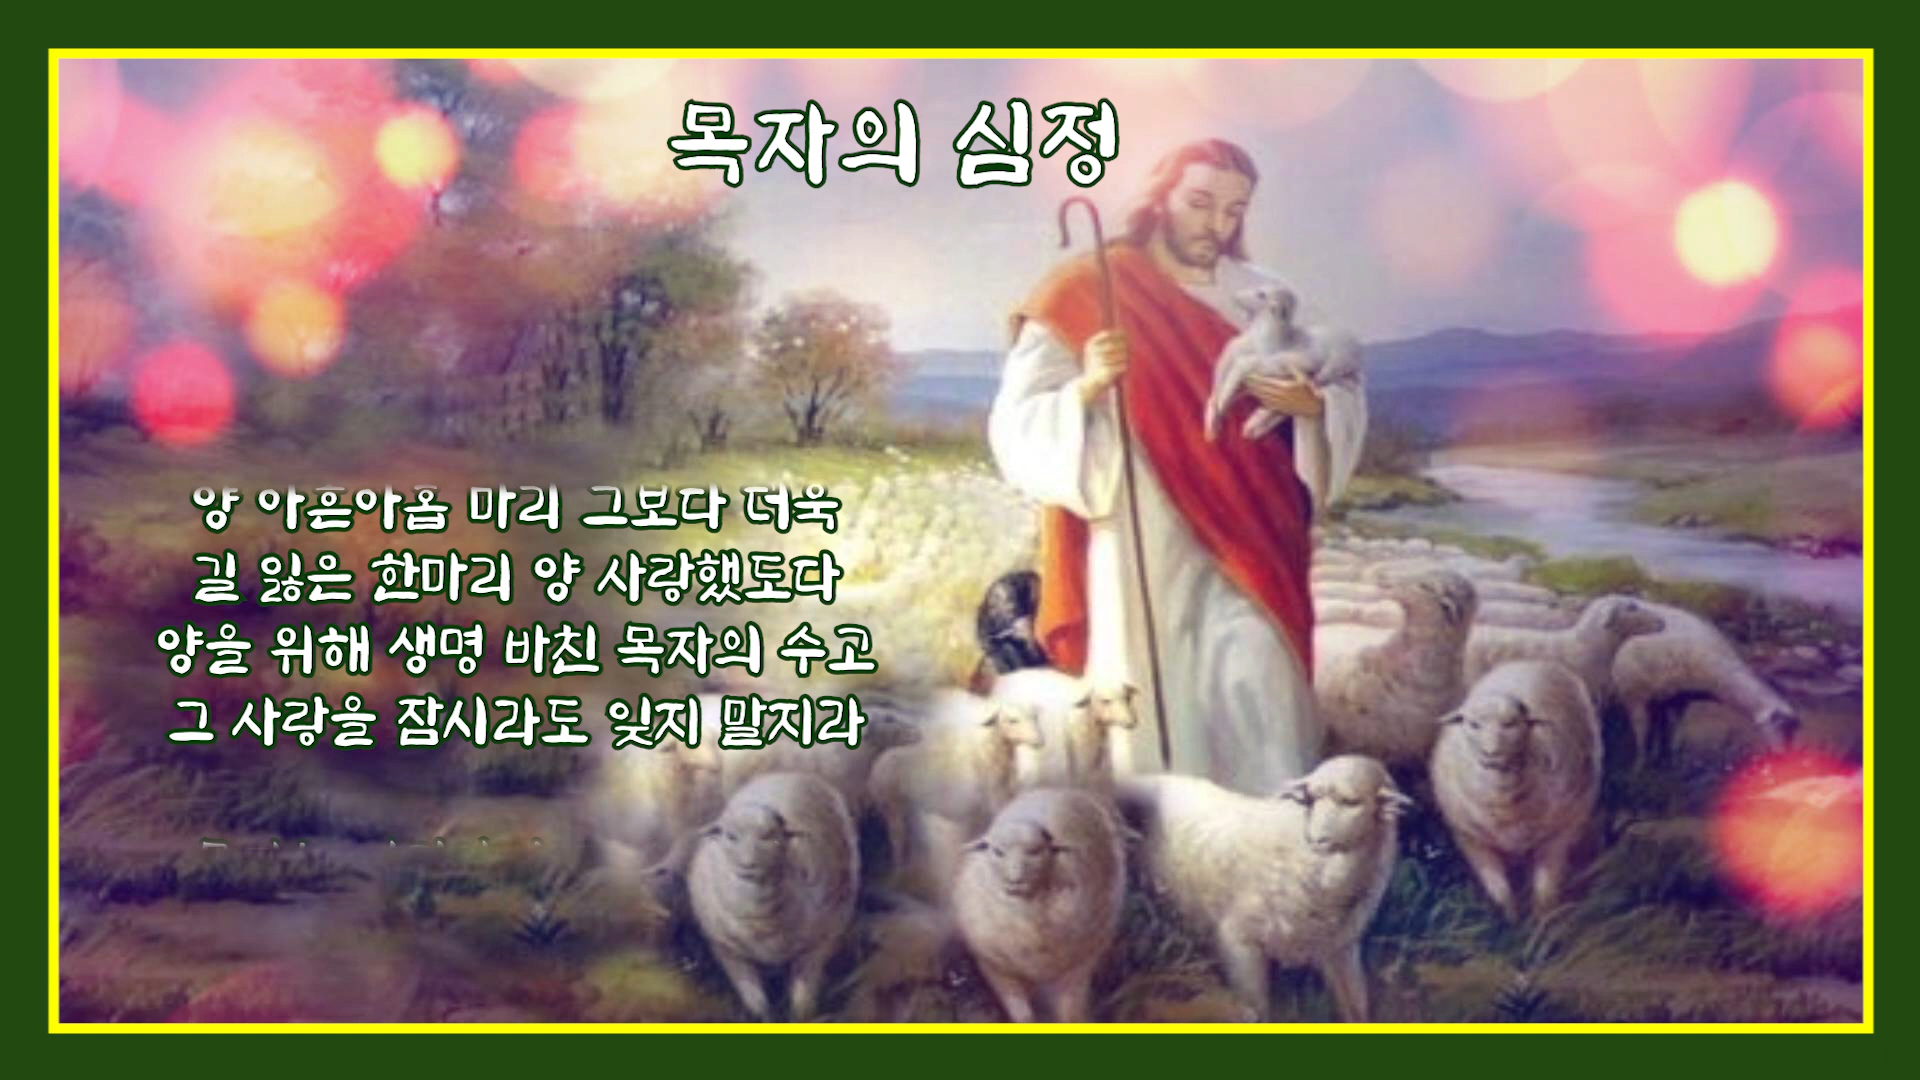 목자의 심정
양 아흔아홉 마리 그보다 더욱
길 잃은 한마리 양 사랑했도다
양을 위해 생명 바친 목자의 수고
그 사랑을 잠시라도 잊지 말지라